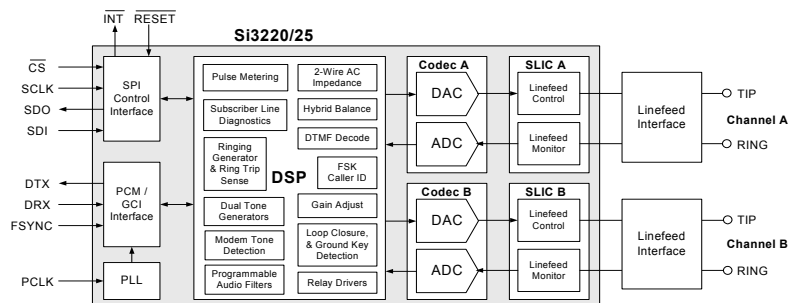 INT
RESET
Si3220/25
CS
SCLK
SDO
SDI
SPI
Control
Interface
DTX
DRX
FSYNC
PCM /
GCI
Interface
PCLK
PLL
DSP
Pulse Metering
Subscriber Line
Diagnostics
Ringing
Generator
& Ring Trip
Sense
Dual Tone
Generators
Modem Tone
Detection
Programmable
Audio Filters
2-Wire AC
Impedance
Hybrid Balance
DTMF Decode
FSK
Caller ID
Gain Adjust
Loop Closure,
& Ground Key
Detection
Relay Drivers
Codec A
DAC
ADC
SLIC A
Linefeed
Control
Linefeed
Monitor
Linefeed
Interface
TIP
Channel A
RING
Codec B
DAC
ADC
SLIC B
Linefeed
Control
Linefeed
Monitor
Linefeed
Interface
TIP
Channel B
RING